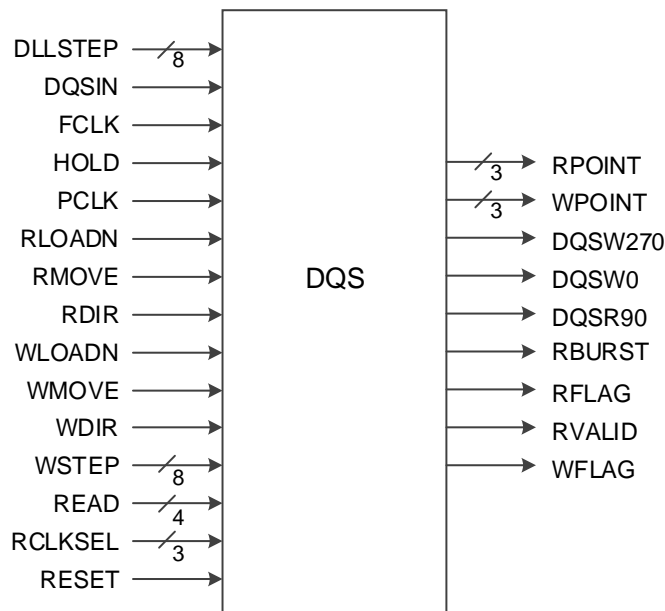 DLLSTEP
8
DQSIN
FCLK
HOLD
PCLK
RLOADN
RMOVE
RDIR
WLOADN
WMOVE
WDIR
WSTEP
8
READ
4
RCLKSEL
3
RESET
DQS
RPOINT
3
WPOINT
3
DQSW270
DQSW0
DQSR90
RBURST
RFLAG
RVALID
WFLAG